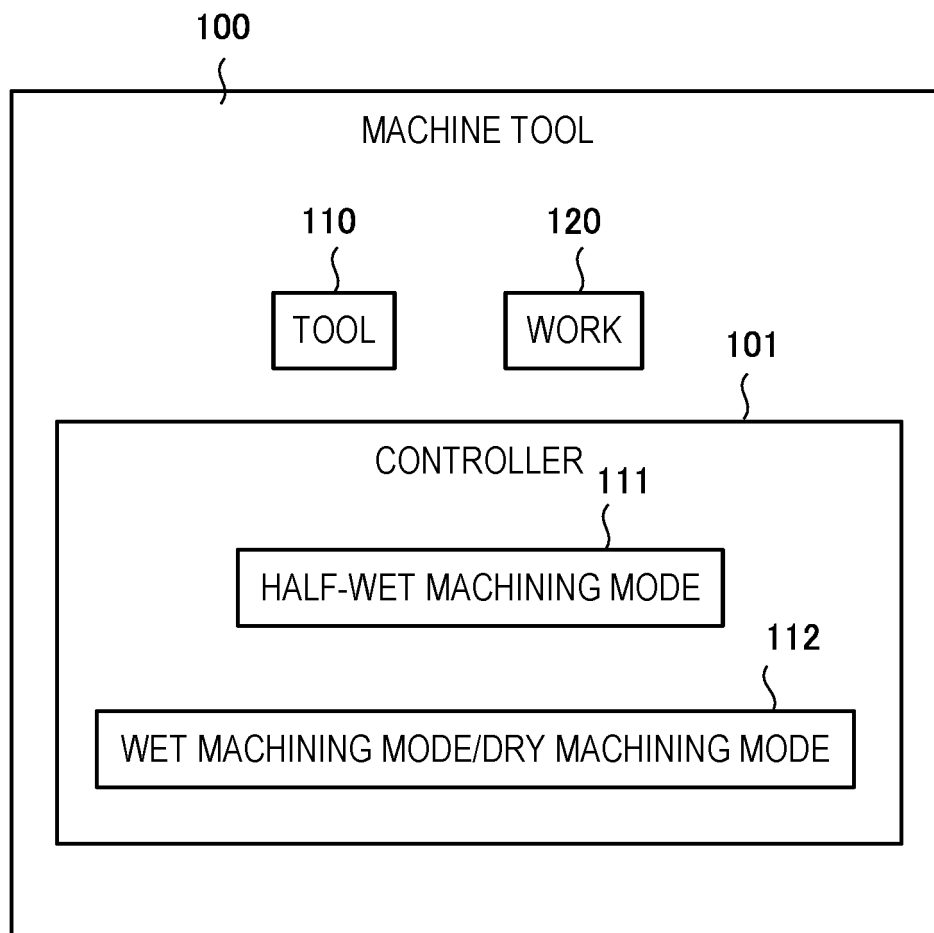 100
MACHINE TOOL
110
120
TOOL
WORK
101
CONTROLLER
111
HALF-WET MACHINING MODE
112
WET MACHINING MODE/DRY MACHINING MODE